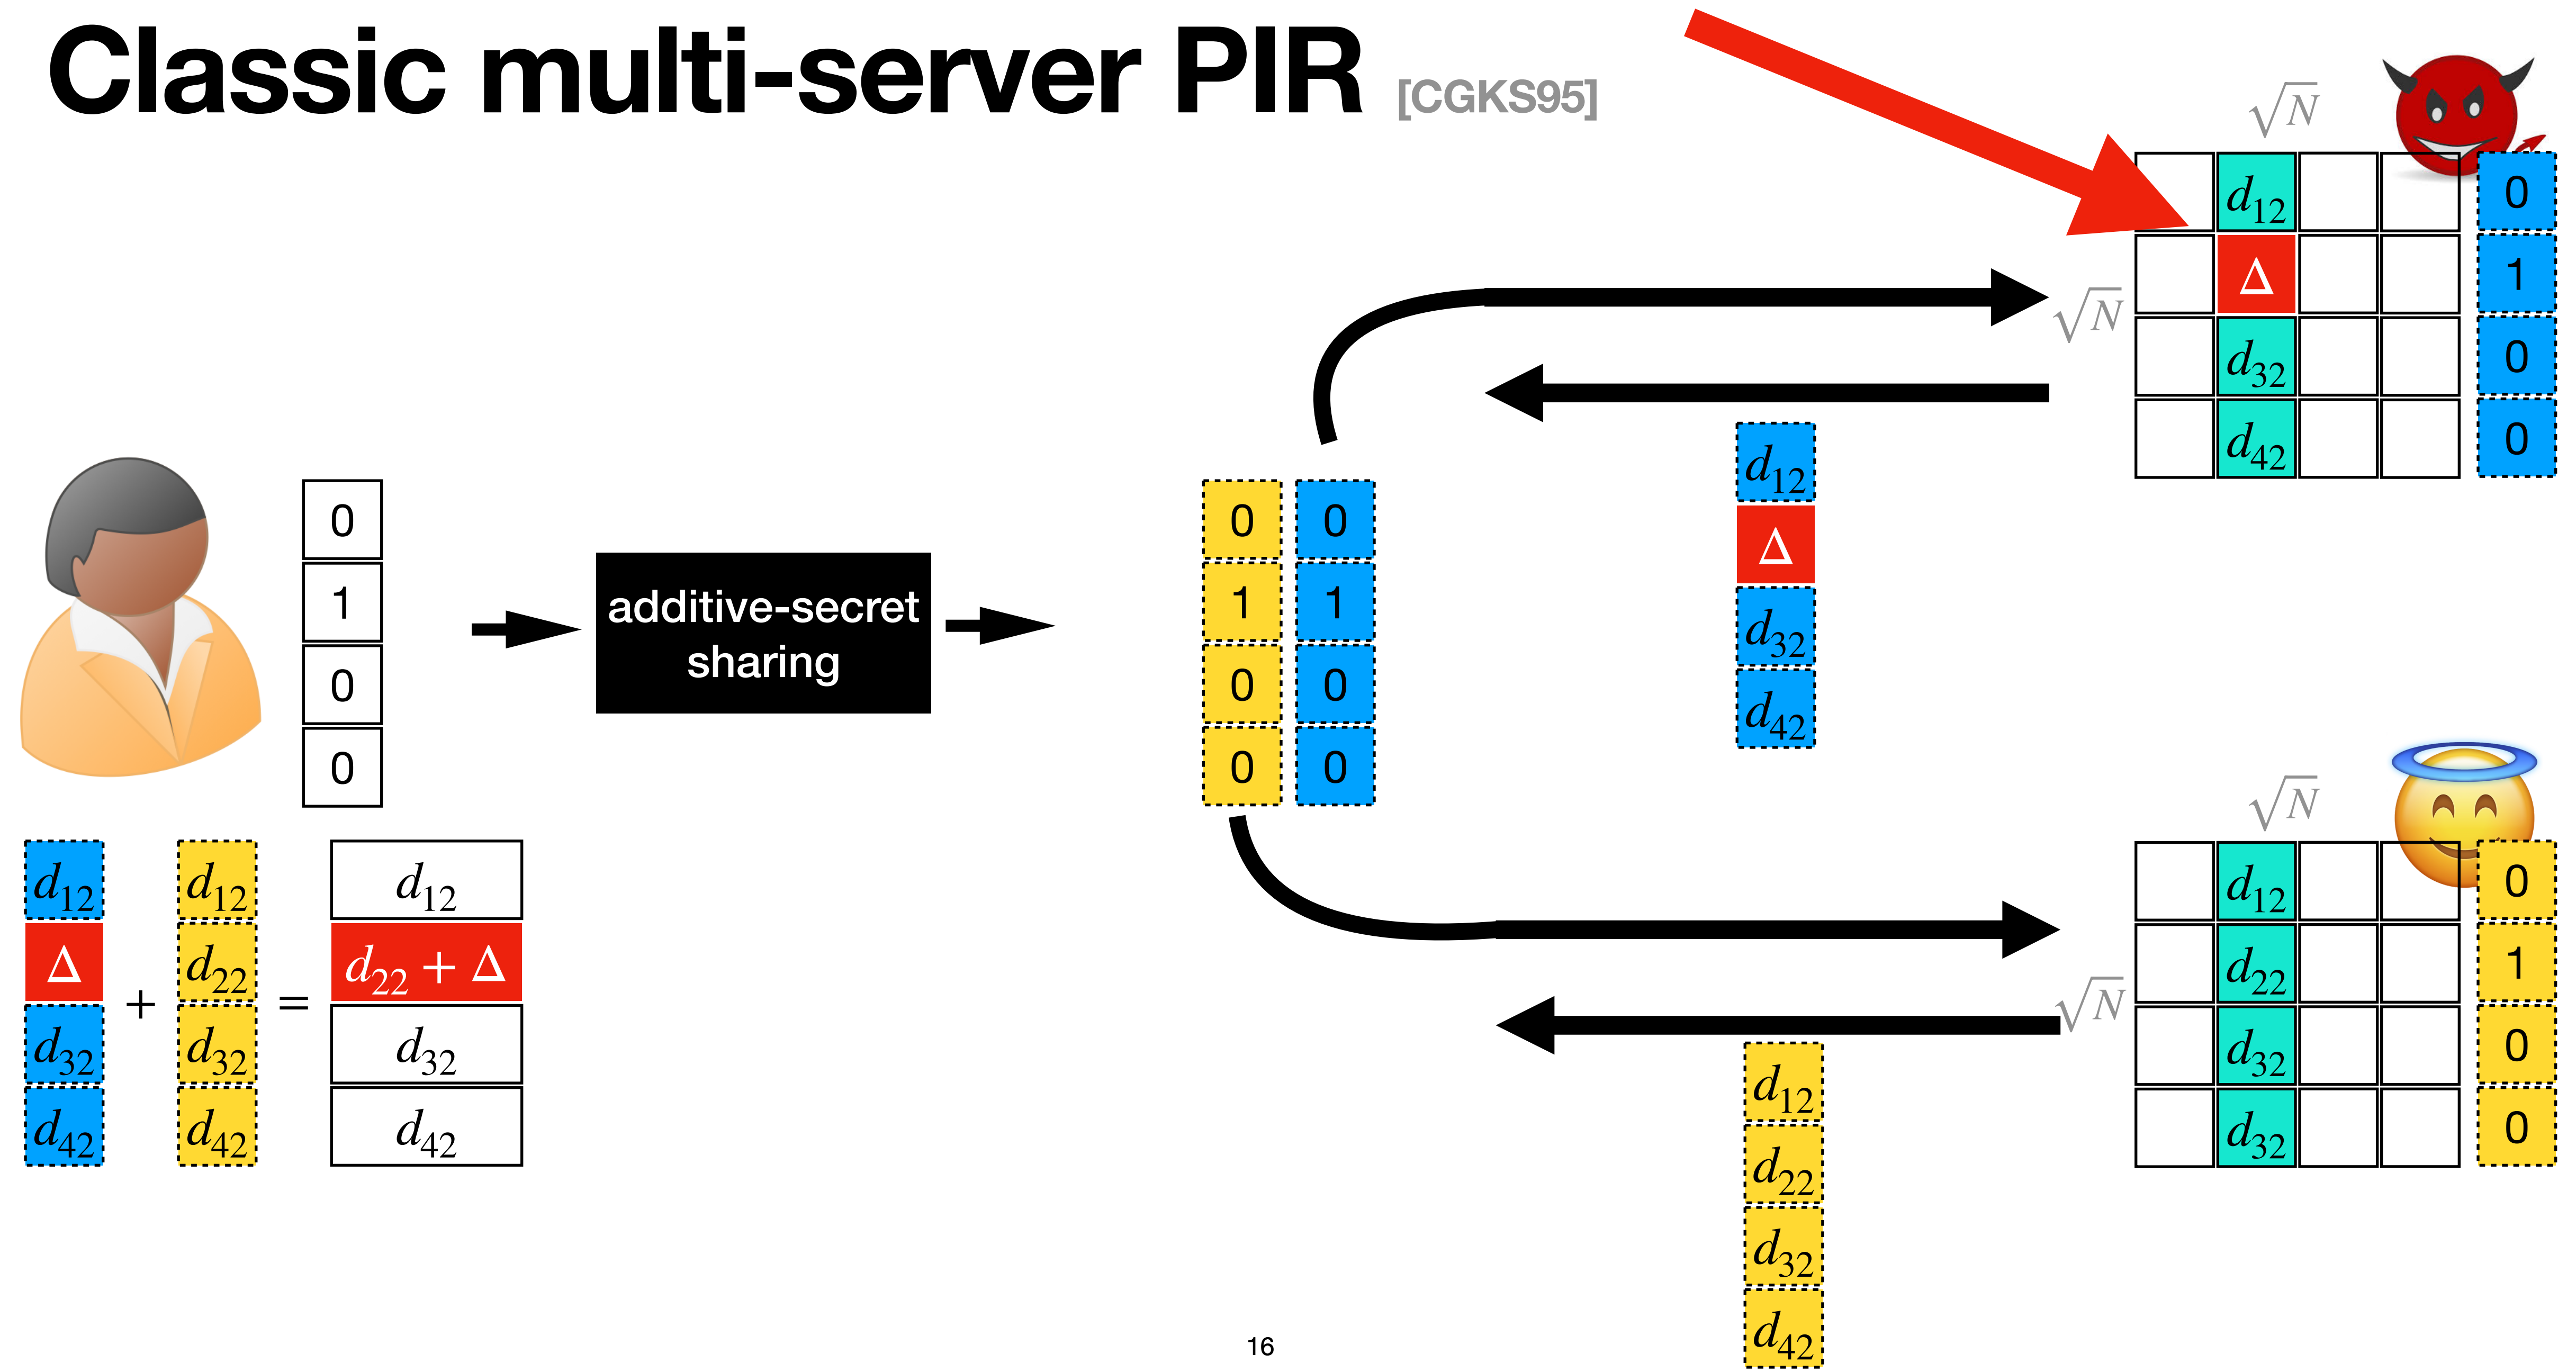 Classic multi-server PIR [CGKS95]
√N
d12
0
√N
Δ
1
d32
0
d42
0
d12
Δ
d32
d42
0
1
0
0
additive-secret
sharing
0 0
1 1
0 0
0 0
√N
d12
0
d22
1
√N
d32
0
d32
0
d12 d12 d12
Δ + d22 = d22 + Δ
d32 d32 d32
d42 d42 d42
d12
d22
d32
d42
16